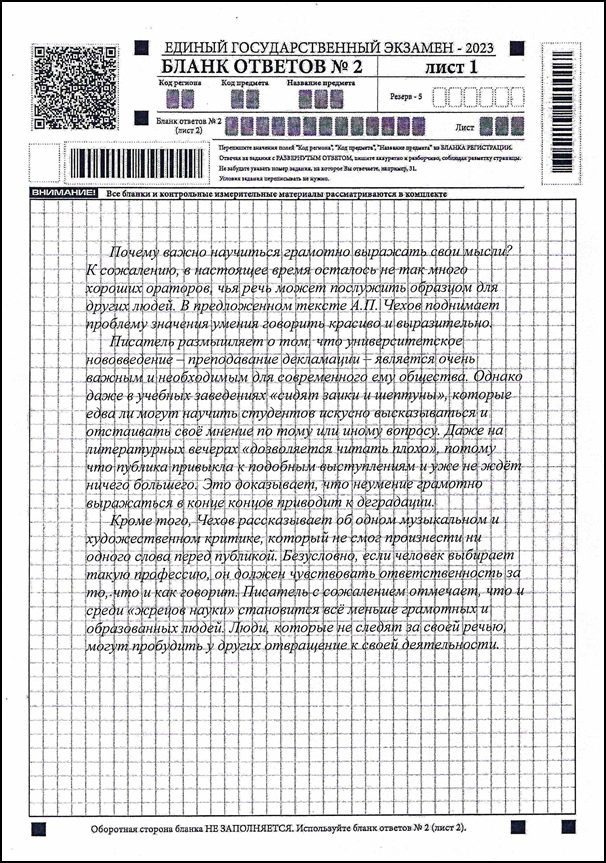 ЕДИНЫЙ ГОСУДАРСТВЕННЫЙ ЭКЗАМЕН - 2023
БЛАНК ОТВЕТОВ № 2 лист 1
Код региона Код предмета Название предмета
Резерв - 5
Бланк ответов № 2 (лист 2) Лист
Перепишите значения полей "Код региона", "Код предмета", "Название предмета" из БЛАНКА РЕГИСТРАЦИИ.
Отвечая на задания с РАЗВЕРНУТЫМ ОТВЕТОМ, пишите аккуратно и разборчиво, соблюдая разметку страницы.
Не забудьте указать номер задания, на которое Вы отвечаете, например, 31.
Условия задания переписывать не нужно.
ВНИМАНИЕ! Все бланки и контрольные измерительные материалы рассматриваются в комплекте
Почему важно научиться грамотно выражать свои мысли?
К сожалению, в настоящее время осталось не так много
хороших ораторов, чья речь может послужить образцом для
других людей. В предложенном тексте А.П. Чехов поднимает
проблему значения умения говорить красиво и выразительно.
Писатель размышляет о том, что университетское
нововведение – преподавание декламации – является очень
важным и необходимым для современного ему общества. Однако
даже в учебных заведениях «сидят заики и шептуны», которые
едва ли могут научить студентов искусно высказываться и
отстаивать своё мнение по тому или иному вопросу. Даже на
литературных вечерах «дозволяется читать плохо», потому
что публика привыкла к подобным выступлениям и уже не ждёт
ничего большего. Это доказывает, что неумение грамотно
выражаться в конце концов приводит к деградации.
Кроме того, Чехов рассказывает об одном музыкальном и
художественном критике, который не смог произнести ни
одного слова перед публикой. Безусловно, если человек выбирает
такую профессию, он должен чувствовать ответственность за
то, что и как говорит. Писатель с сожалением отмечает, что и
среди «жрецов науки» становится всё меньше грамотных и
образованных людей. Люди, которые не следят за своей речью,
могут пробудить у других отвращение к своей деятельности.
Оборотная сторона бланка НЕ ЗАПОЛНЯЕТСЯ. Используйте бланк ответов № 2 (лист 2).